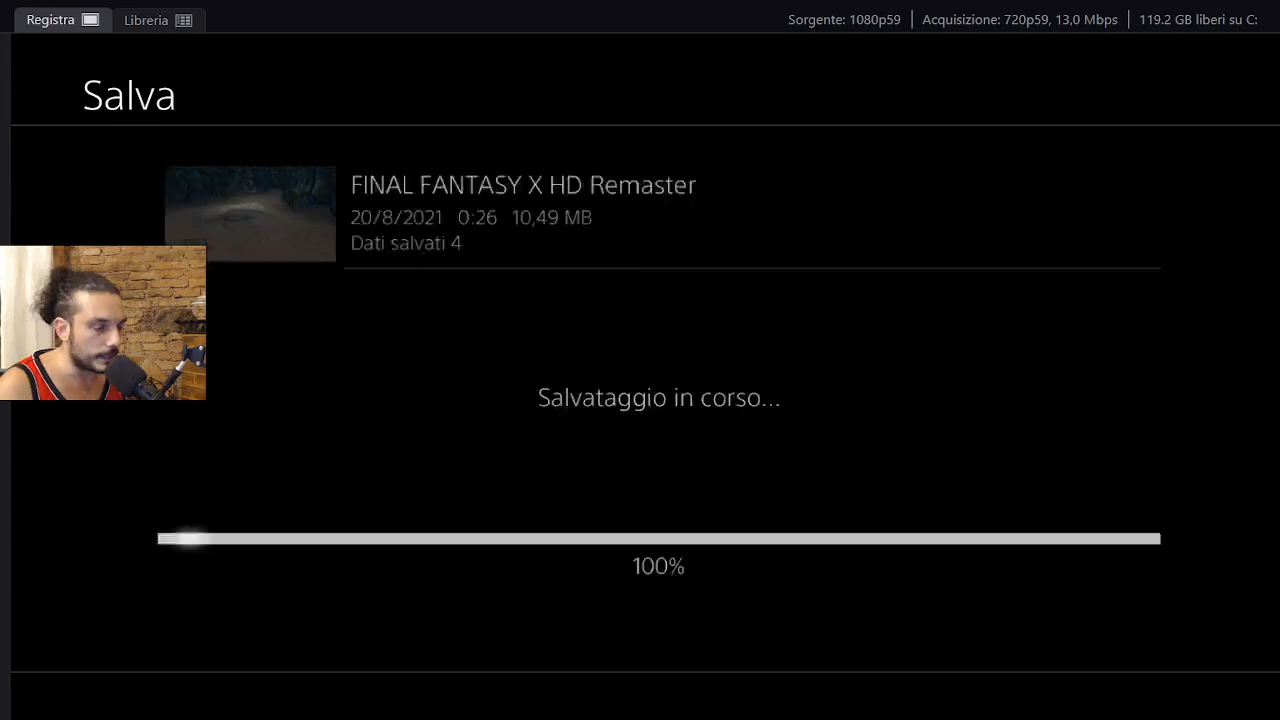 Registra
Libreria
Sorgente: 1080p59
Acquisizione: 720p59, 13,0 Mbps
119.2 GB liberi su C:
Salva
FINAL FANTASY X HD Remaster
20/8/2021 0:26 10,49 MB
Dati salvati 4
Salvataggio in corso...
100%